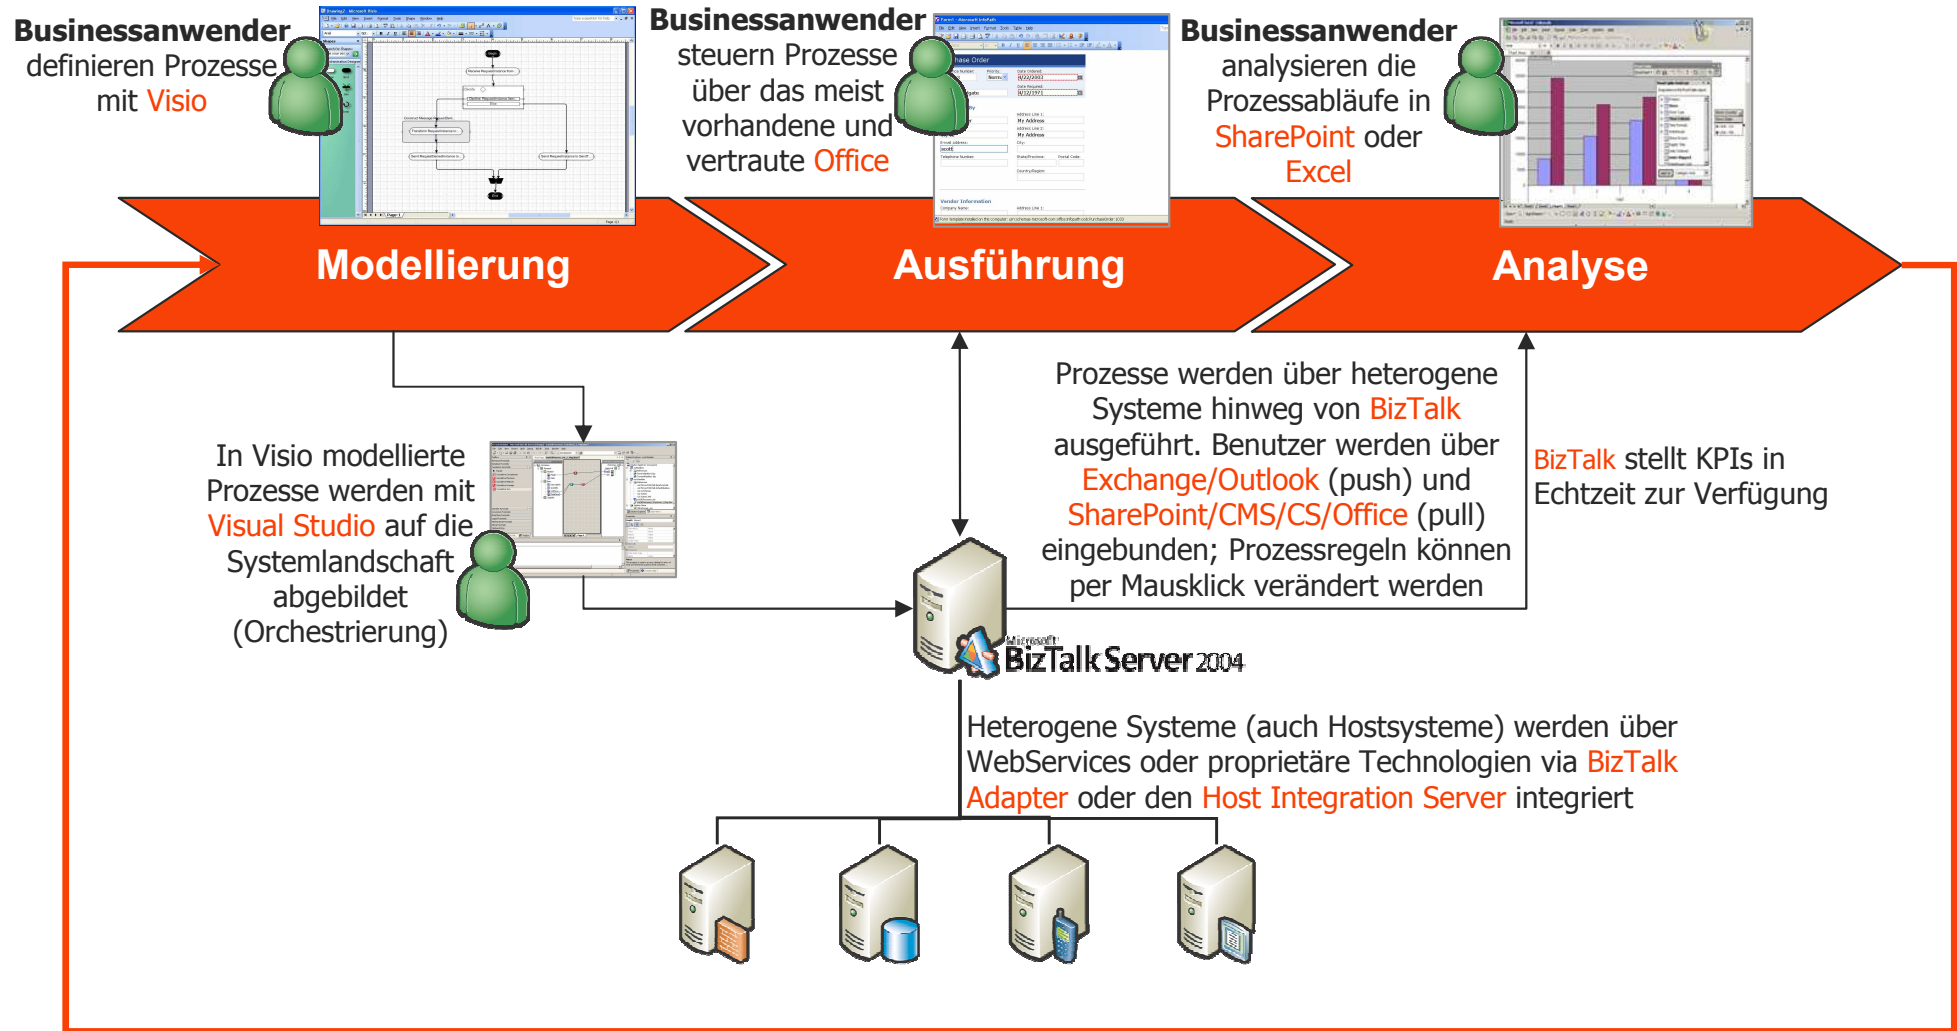 Businessanwender
definieren Prozesse
mit Visio
Businessanwender
steuern Prozesse
über das meist
vorhandene und
vertraute Office
Businessanwender
analysieren die
Prozessabläufe in
SharePoint oder
Excel
Modellierung
Ausführung
Analyse
In Visio modellierte
Prozesse werden mit
Visual Studio auf die
Systemlandschaft
abgebildet
(Orchestrierung)
Prozesse werden über heterogene
Systeme hinweg von BizTalk
ausgeführt. Benutzer werden über
Exchange/Outlook (push) und
SharePoint/CMS/CS/Office (pull)
eingebunden; Prozessregeln können
per Mausklick verändert werden
BizTalk stellt KPIs in
Echtzeit zur Verfügung
Microsoft
BizTalk Server 2004
Heterogene Systeme (auch Hostsysteme) werden über
WebServices oder proprietäre Technologien via BizTalk
Adapter oder den Host Integration Server integriert